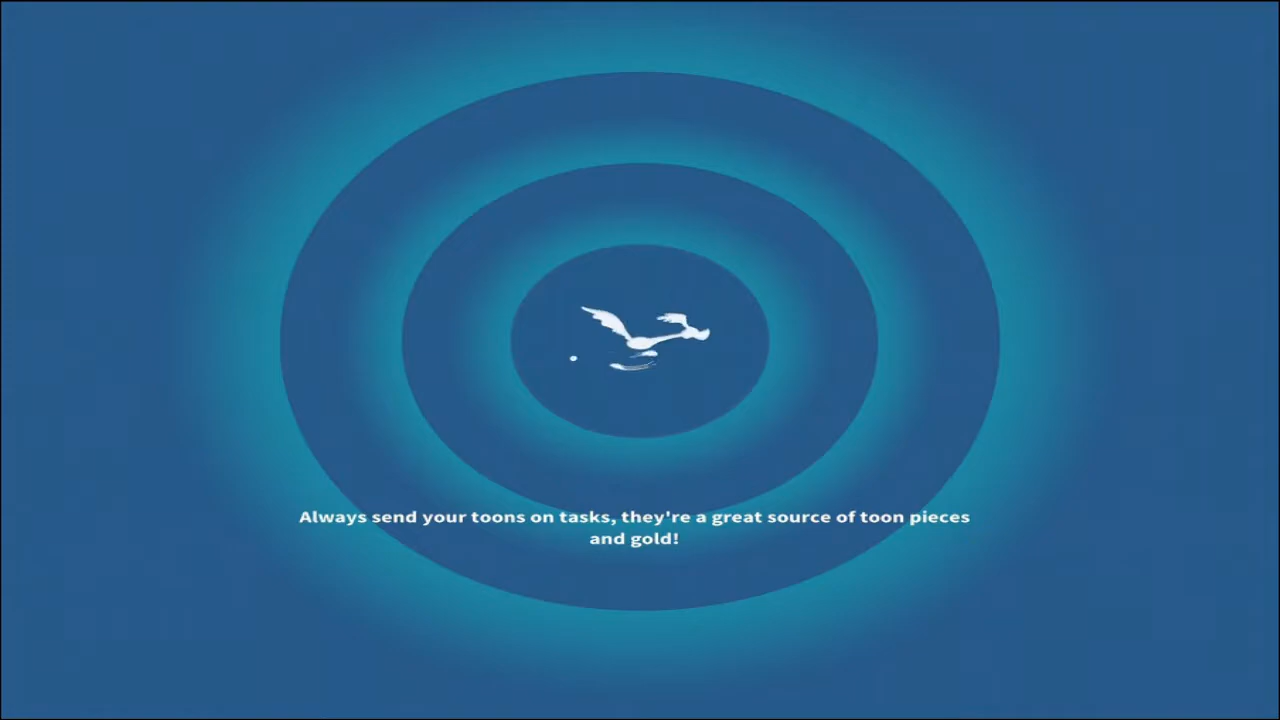 Always send your toons on tasks, they're a great source of toon pieces
and gold!